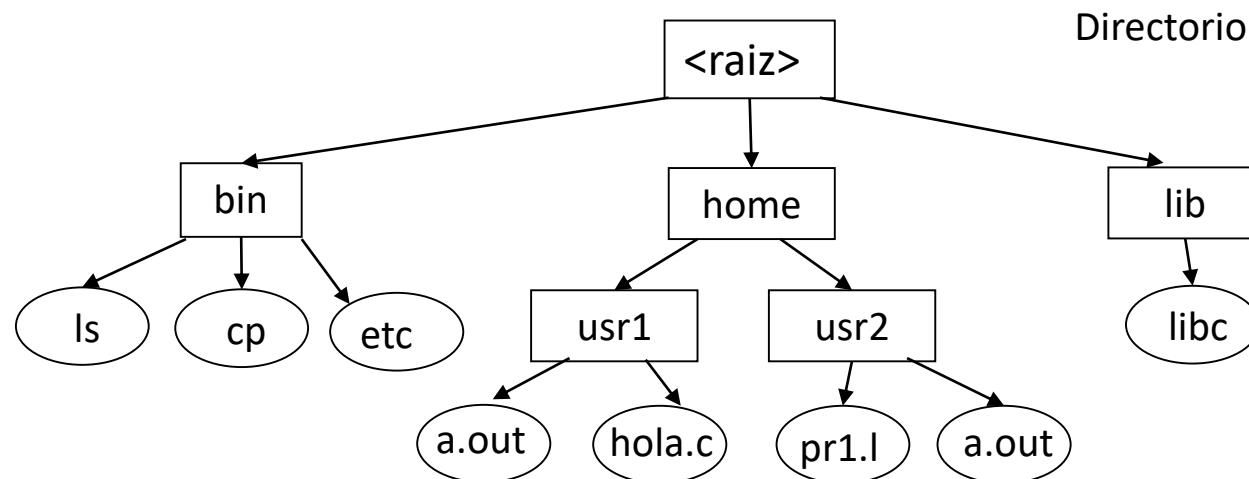 Directorio
<raiz>
bin
home
lib
ls
cp
etc
usr1
usr2
libc
a.out
hola.c
pr1.l
a.out